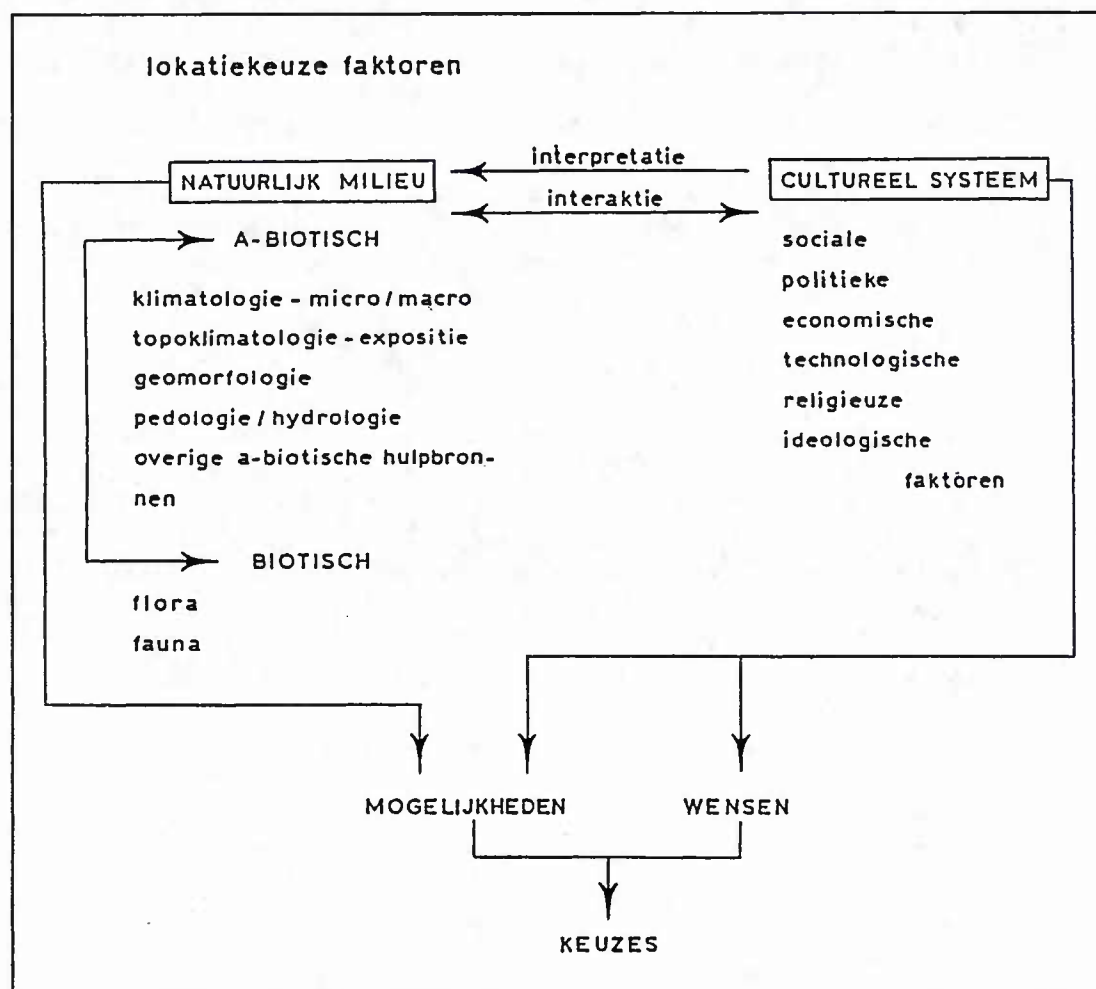 lokatiekeuze faktoren
interpretatie
NATUURLIJK MILIEU
CULTUREEL SYSTEEM
interaktie
A-BIOTISCH
klimatologie - micro / macro
topoklimatologie - expositie
geomorfologie
pedologie / hydrologie
overige a-biotische hulpbron-
nen
BIOTISCH
flora
fauna
sociale
politieke
economische
technologische
religieuze
ideologische
faktoren
MOGELIJKHEDEN
WENSEN
KEUZES